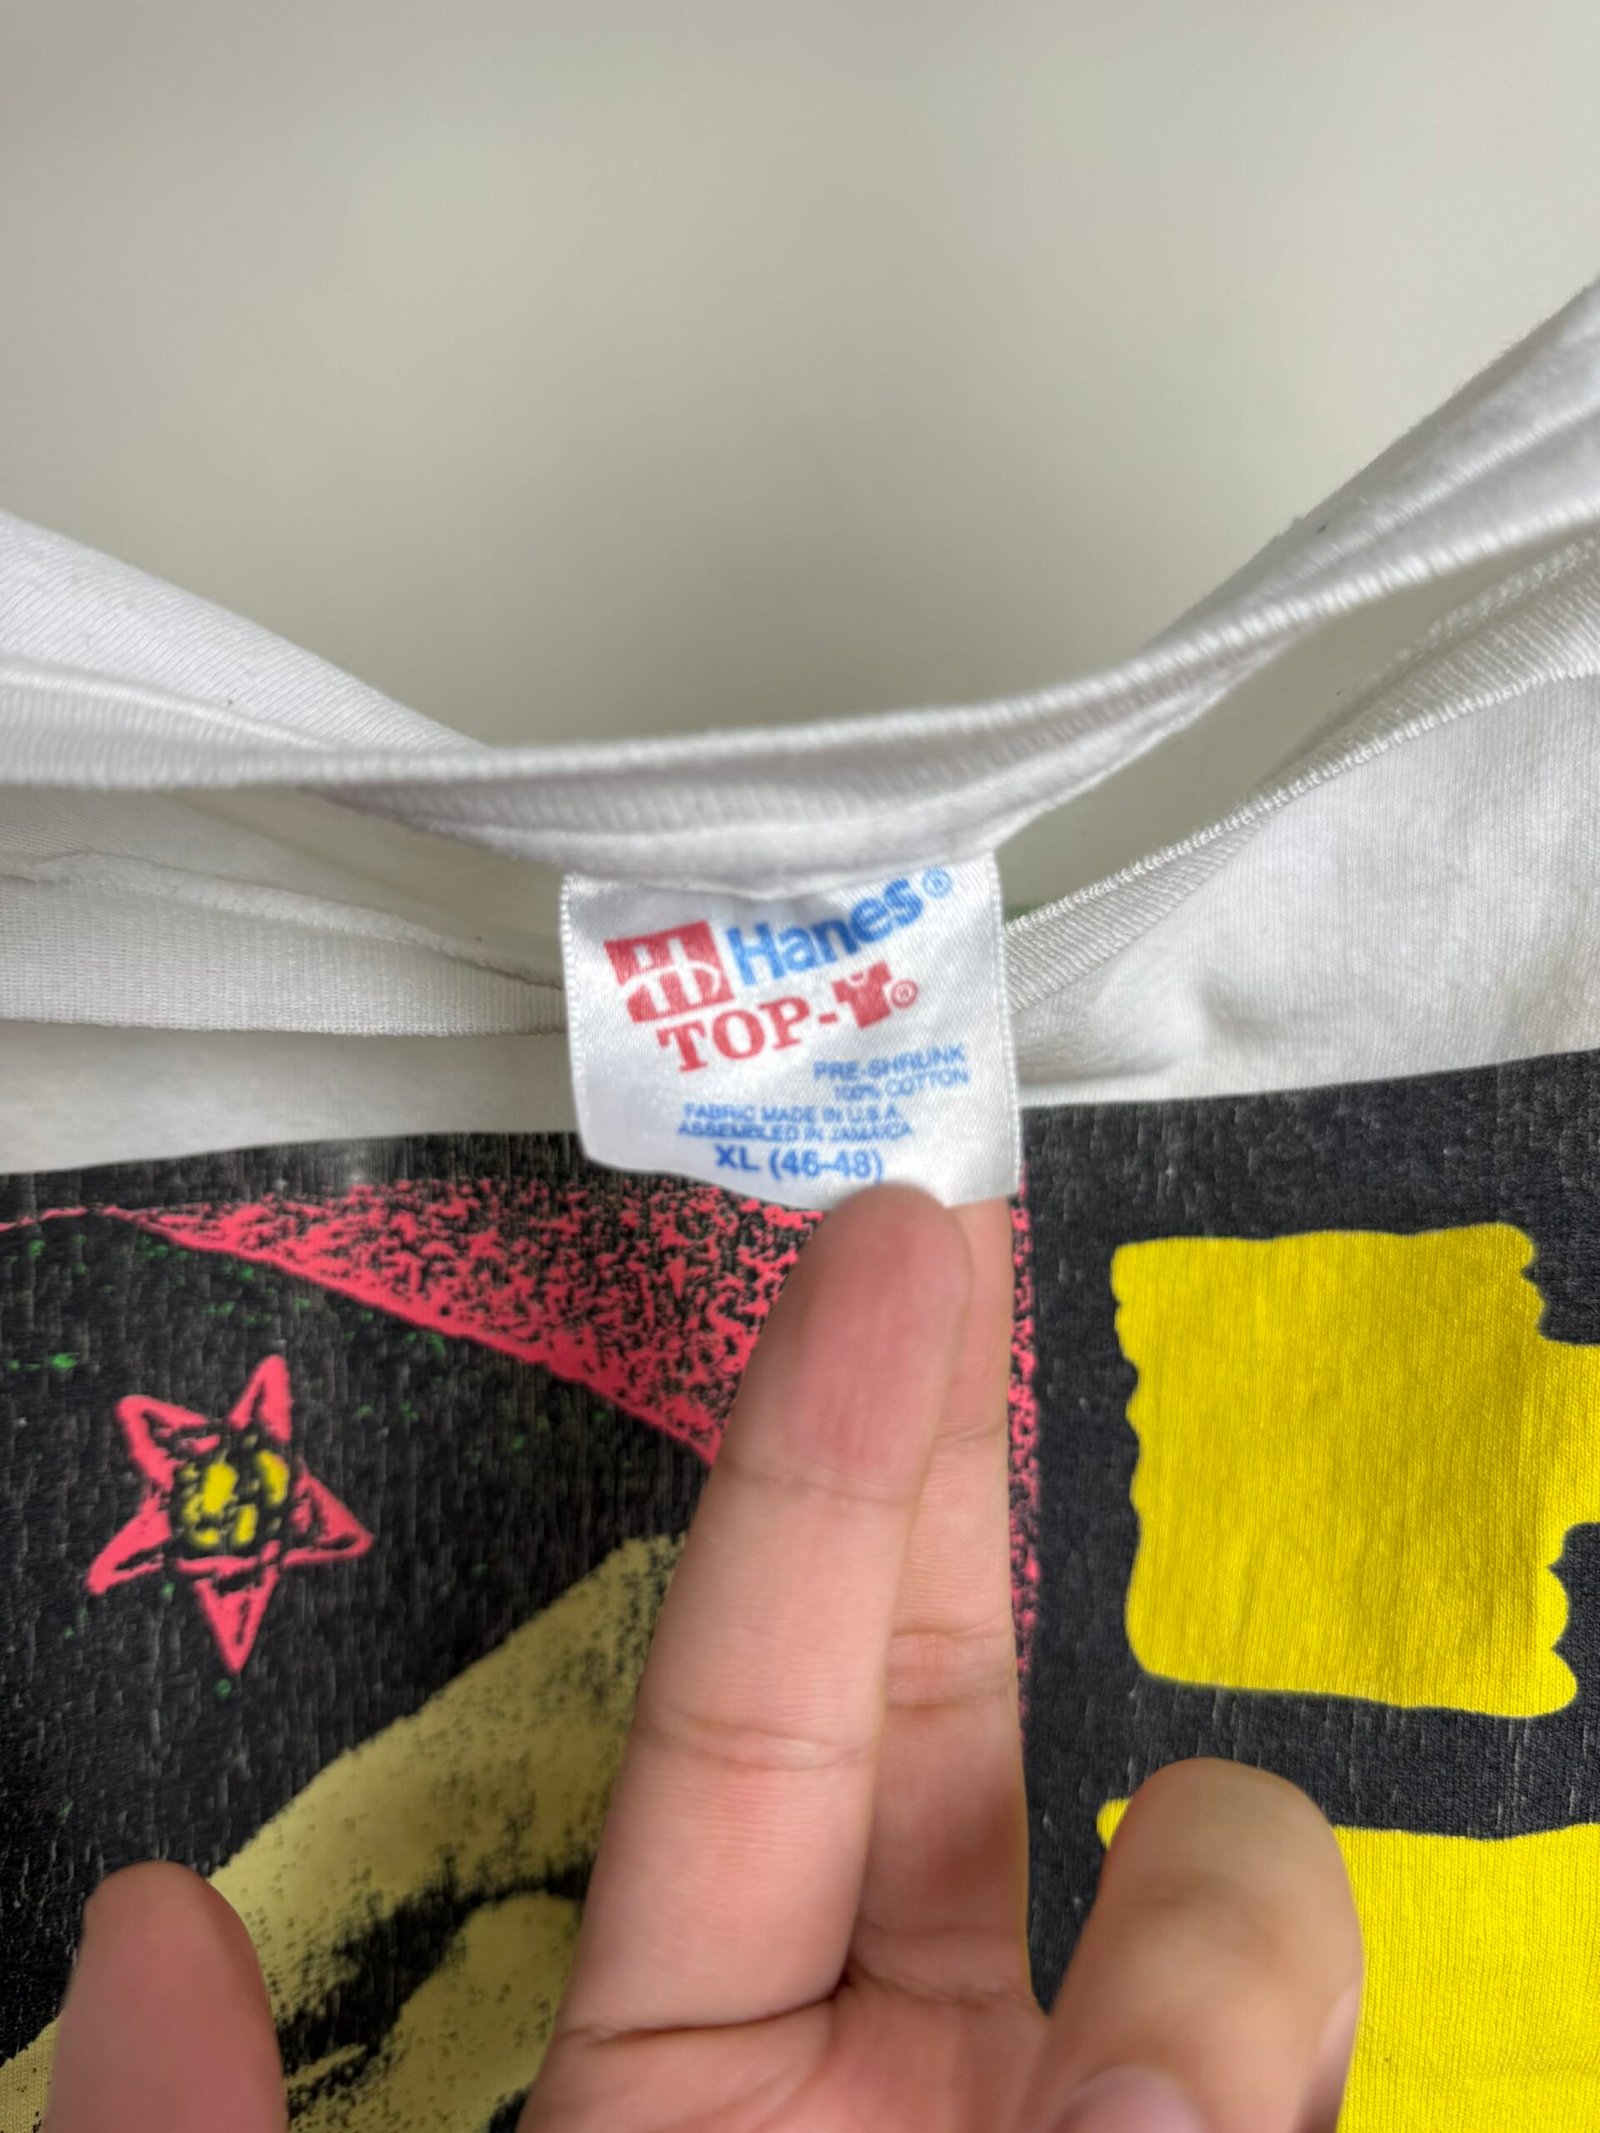 Hanes®
TOP-®
PRE-SHRUNK
100% COTTON
FABRIC MADE IN U.S.A.
ASSEMBLED IN JAMAICA
XL (46-48)